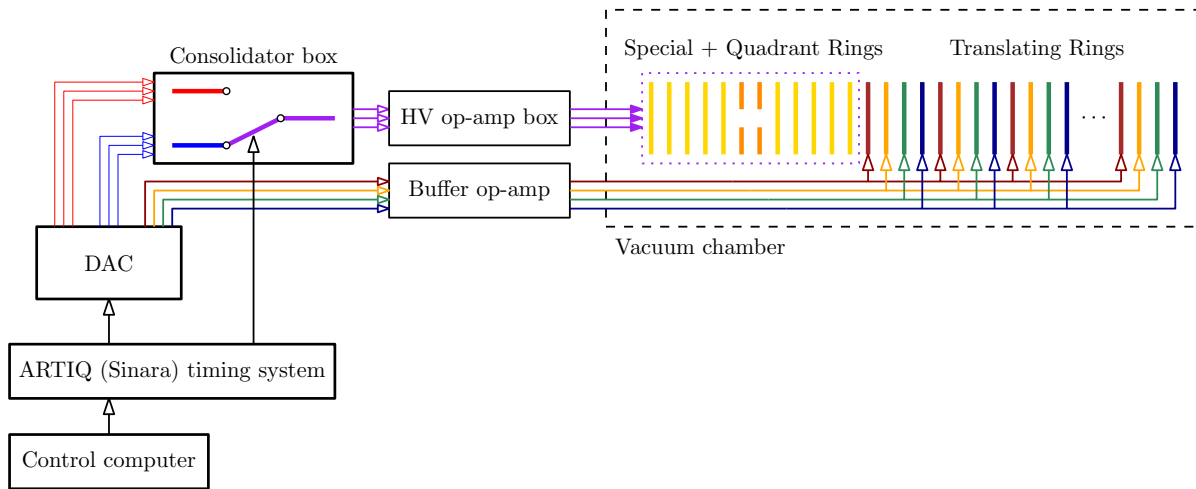 Special + Quadrant Rings
Translating Rings
Consolidator box
HV op-amp box
...
Buffer op-amp
Vacuum chamber
DAC
ARTIQ (Sinara) timing system
Control computer